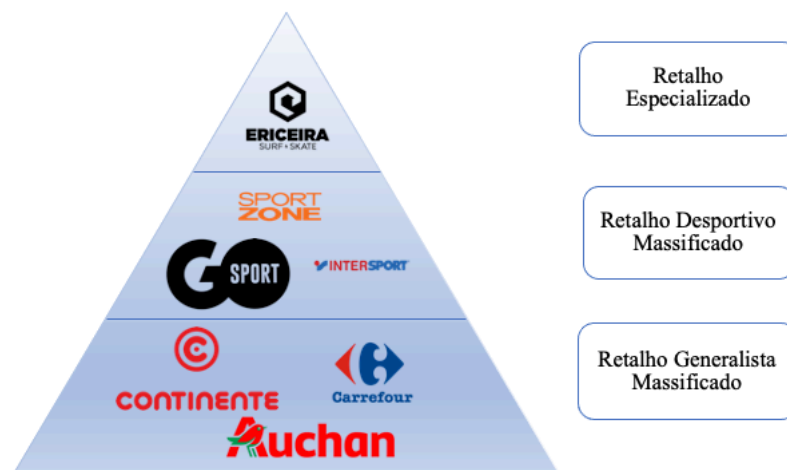 ERICEIRA
SURF + SKATE
Retalho
Especializado
SPORT
ZONE
GO SPORT
INTERSPORT
Retalho Desportivo
Massificado
CONTINENTE
Carrefour
Auchan
Retalho Generalista
Massificado